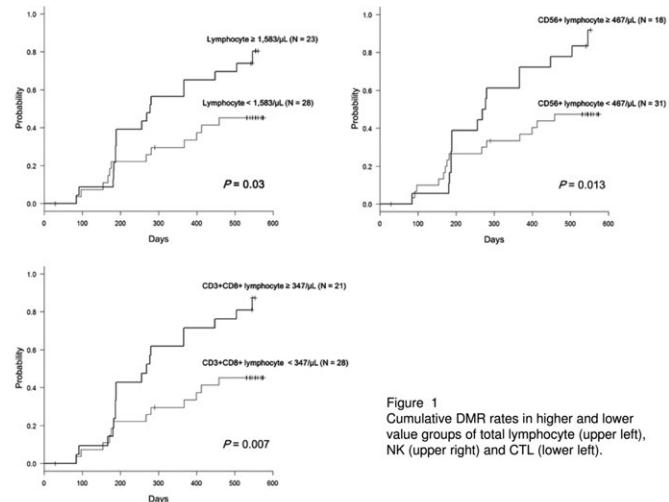 1.0
0.8
0.6
0.4
0.2
0.0
Probability
Lymphocyte ≥ 1,583/μL (N = 23)
Lymphocyte < 1,583/μL (N = 28)
P = 0.03
0 100 200 300 400 500 600
Days
1.0
0.8
0.6
0.4
0.2
0.0
Probability
CD56+ lymphocyte ≥ 467/μL (N = 18)
CD56+ lymphocyte < 467/μL (N = 31)
P = 0.013
0 100 200 300 400 500 600
Days
1.0
0.8
0.6
0.4
0.2
0.0
Probability
CD3+CD8+ lymphocyte ≥ 347/μL (N = 21)
CD3+CD8+ lymphocyte < 347/μL (N = 28)
P = 0.007
0 100 200 300 400 500 600
Days
Figure 1
Cumulative DMR rates in higher and lower
value groups of total lymphocyte (upper left),
NK (upper right) and CTL (lower left).